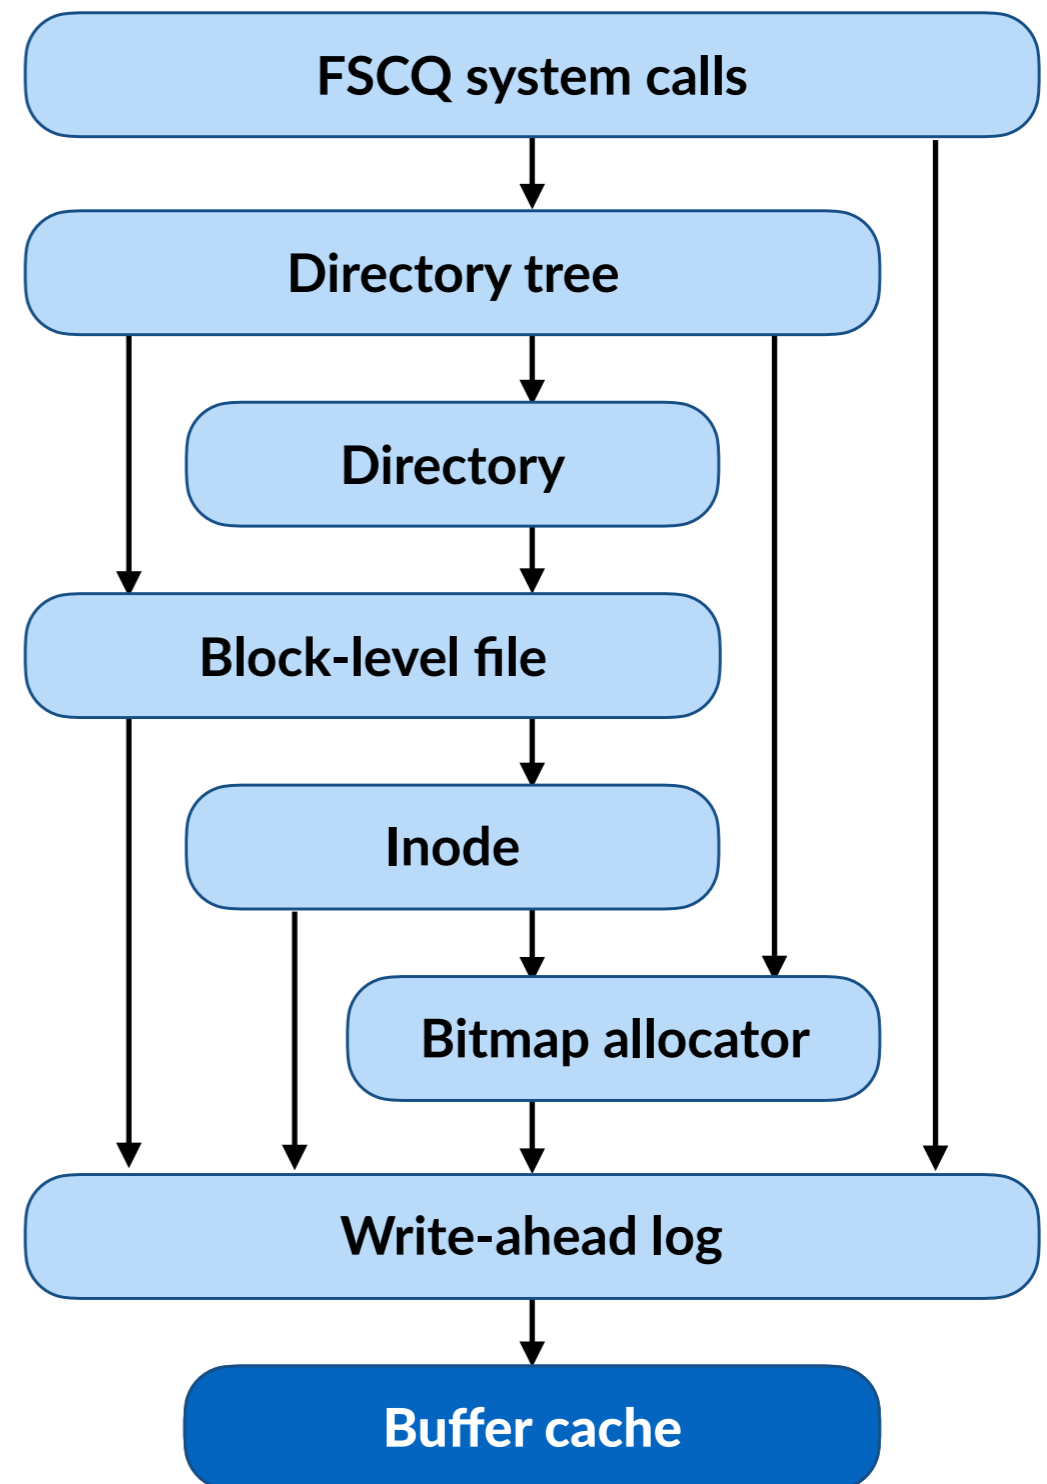 FSCQ system calls
Directory tree
Directory
Block-level file
Inode
Bitmap allocator
Write-ahead log
Buffer cache